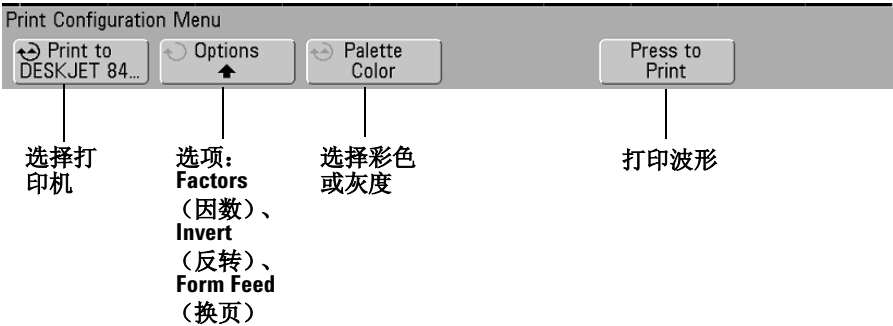 Print Configuration Menu
Print to
DESKJET 84...
Options
Palette
Color
Press to
Print
选择打
印机
选项：
Factors
（因数）、
Invert
（反转）、
Form Feed
（换页）
选择彩色
或灰度
打印波形